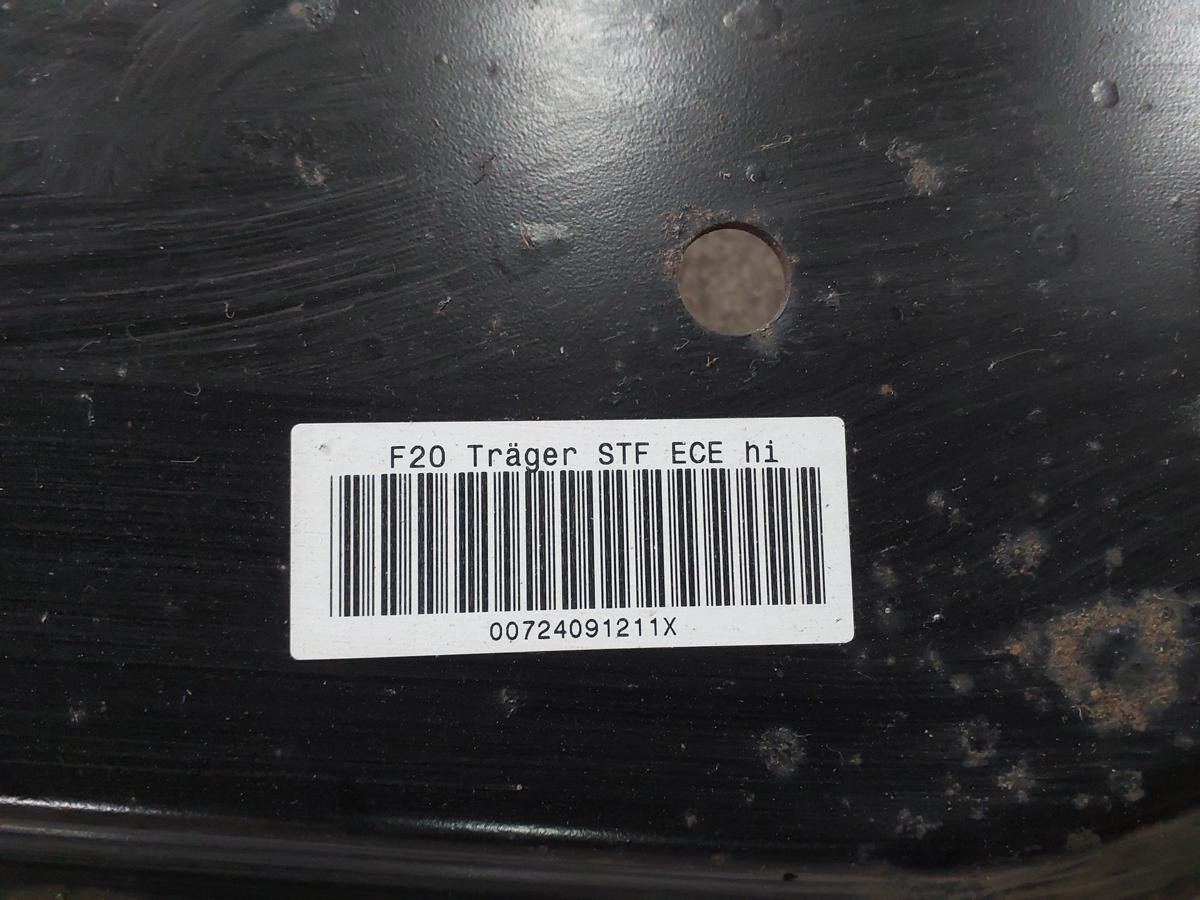 F20 Träger STF ECE hi
00724091211X